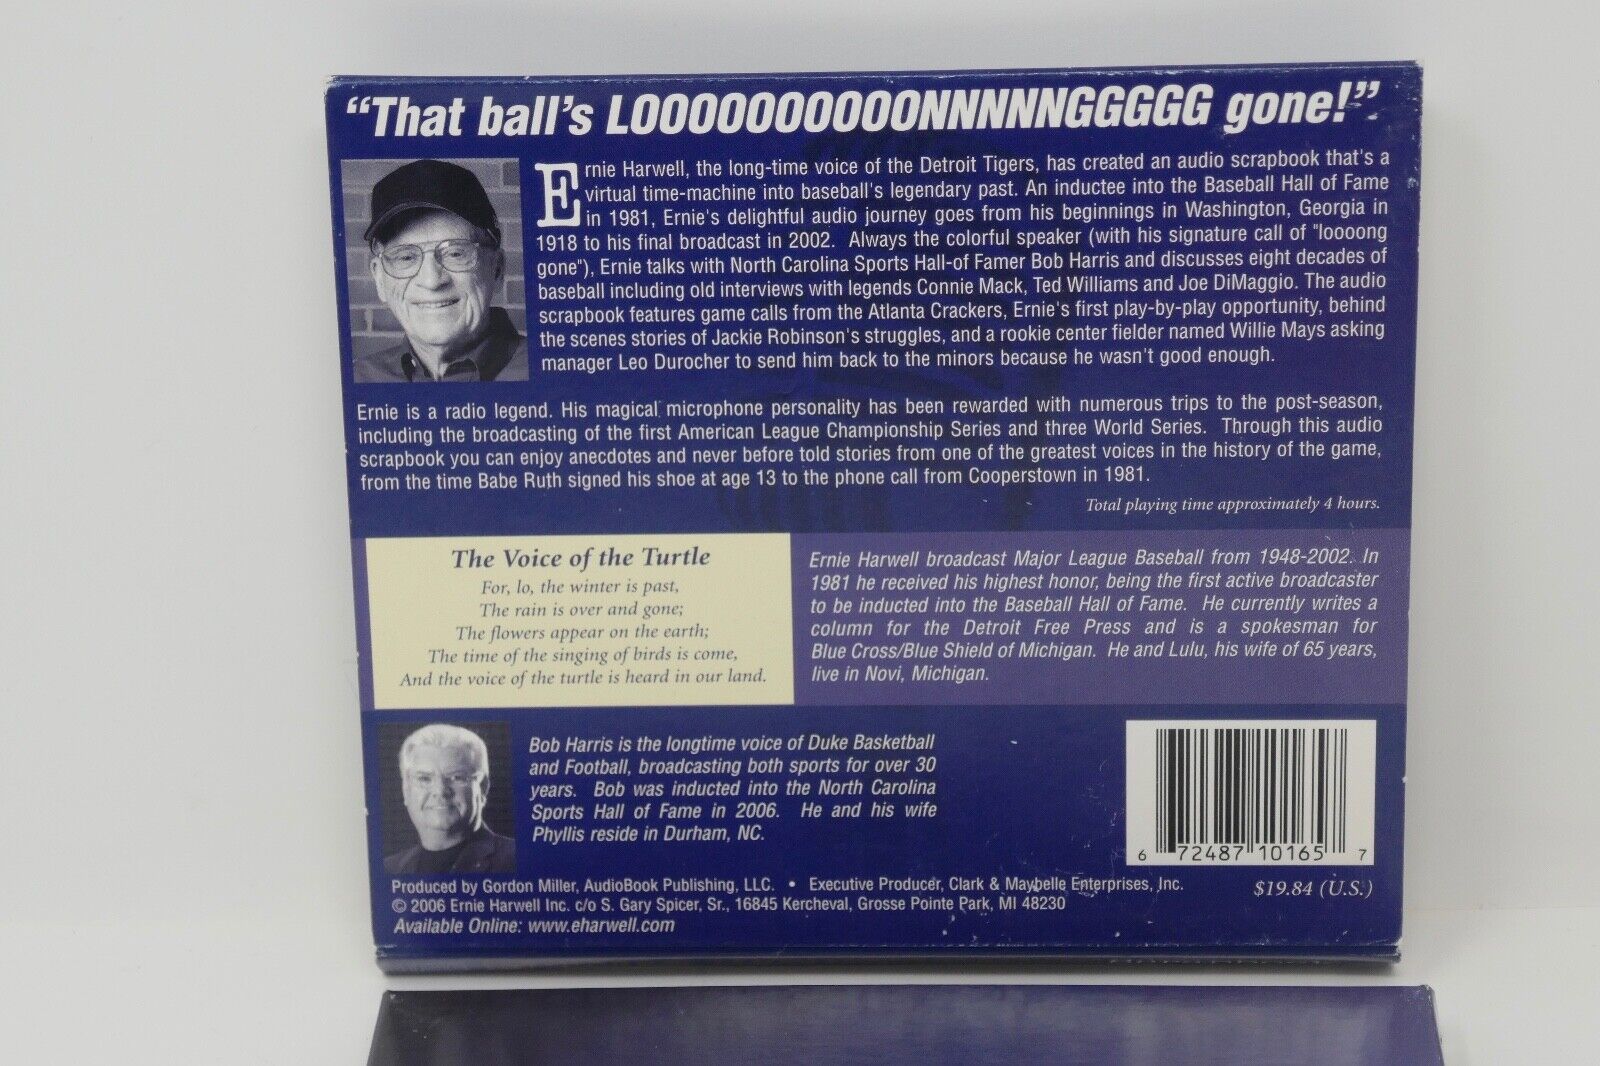 “That ball's LOOOOOOOOOOONNNNNGGGGG gone!”
Ernie Harwell, the long-time voice of the Detroit Tigers, has created an audio scrapbook that's a
virtual time-machine into baseball's legendary past. An inductee into the Baseball Hall of Fame
in 1981, Ernie's delightful audio journey goes from his beginnings in Washington, Georgia in
1918 to his final broadcast in 2002. Always the colorful speaker (with his signature call of "loooong
gone"), Ernie talks with North Carolina Sports Hall-of Famer Bob Harris and discusses eight decades of
baseball including old interviews with legends Connie Mack, Ted Williams and Joe DiMaggio. The audio
scrapbook features game calls from the Atlanta Crackers, Ernie's first play-by-play opportunity, behind
the scenes stories of Jackie Robinson's struggles, and a rookie center fielder named Willie Mays asking
manager Leo Durocher to send him back to the minors because he wasn't good enough.
Ernie is a radio legend. His magical microphone personality has been rewarded with numerous trips to the post-season,
including the broadcasting of the first American League Championship Series and three World Series. Through this audio
scrapbook you can enjoy anecdotes and never before told stories from one of the greatest voices in the history of the game,
from the time Babe Ruth signed his shoe at age 13 to the phone call from Cooperstown in 1981.
Total playing time approximately 4 hours.
The Voice of the Turtle
For, lo, the winter is past,
The rain is over and gone;
The flowers appear on the earth;
The time of the singing of birds is come,
And the voice of the turtle is heard in our land.
Ernie Harwell broadcast Major League Baseball from 1948-2002. In
1981 he received his highest honor, being the first active broadcaster
to be inducted into the Baseball Hall of Fame. He currently writes a
column for the Detroit Free Press and is a spokesman for
Blue Cross/Blue Shield of Michigan. He and Lulu, his wife of 65 years,
live in Novi, Michigan.
Bob Harris is the longtime voice of Duke Basketball
and Football, broadcasting both sports for over 30
years. Bob was inducted into the North Carolina
Sports Hall of Fame in 2006. He and his wife
Phyllis reside in Durham, NC.
6 72487 10165 7
$19.84 (U.S.)
Produced by Gordon Miller, AudioBook Publishing, LLC. • Executive Producer, Clark & Maybelle Enterprises, Inc.
© 2006 Ernie Harwell Inc. c/o S. Gary Spicer, Sr., 16845 Kercheval, Grosse Pointe Park, MI 48230
Available Online: www.eharwell.com